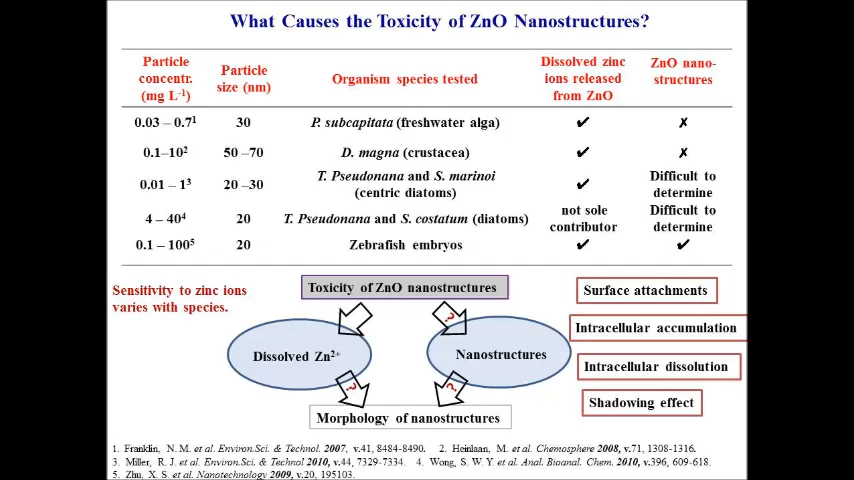 What Causes the Toxicity of ZnO Nanostructures?
Particle concentr. (mg L-1) Particle size (nm) Organism species tested Dissolved zinc ions released from ZnO ZnO nano-structures
0.03 – 0.71 30 P. subcapitata (freshwater alga) ✔ ✗
0.1–102 50 –70 D. magna (crustacea) ✔ ✗
0.01 – 13 20 –30 T. Pseudonana and S. marinoi (centric diatoms) ✔ Difficult to determine
4 – 404 20 T. Pseudonana and S. costatum (diatoms) not sole contributor Difficult to determine
0.1 – 1005 20 Zebrafish embryos ✔ ✔
Sensitivity to zinc ions
varies with species.
Toxicity of ZnO nanostructures
?
Dissolved Zn2+
Nanostructures
?
?
Morphology of nanostructures
Surface attachments
Intracellular accumulation
Intracellular dissolution
Shadowing effect
1. Franklin, N. M. et al. Environ.Sci. & Technol. 2007, v.41, 8484-8490. 2. Heinlaan, M. et al. Chemosphere 2008, v.71, 1308-1316.
3. Miller, R. J. et al. Environ.Sci. & Technol 2010, v.44, 7329-7334. 4. Wong, S. W. Y. et al. Anal. Bioanal. Chem. 2010, v.396, 609-618.
5. Zhu, X. S. et al. Nanotechnology 2009, v.20, 195103.